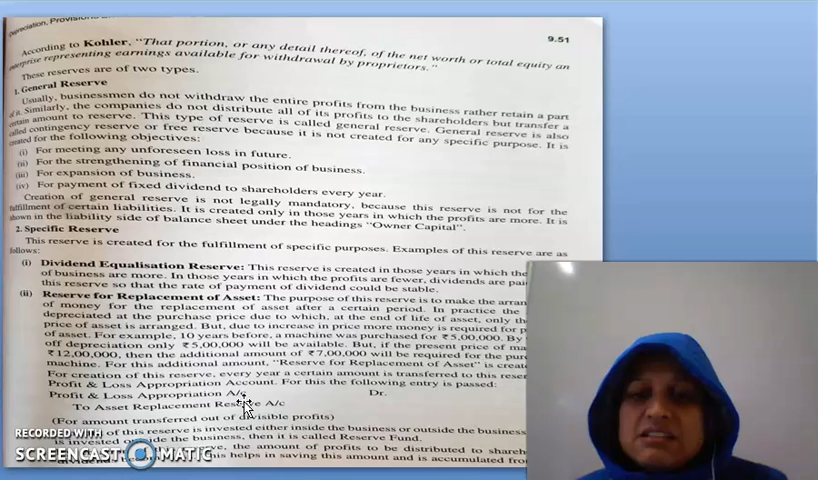 Depreciation, Provisions
9.51
According to Kohler, "That portion, or any detail thereof, of the net worth or total equity an
enterprise representing earnings available for withdrawal by proprietors."
These reserves are of two types.
1. General Reserve
Usually, businessmen do not withdraw the entire profits from the business rather retain a part
of it. Similarly, the companies do not distribute all of its profits to the shareholders but transfer a
certain amount to reserve. This type of reserve is called general reserve. General reserve is also
called contingency reserve or free reserve because it is not created for any specific purpose. It is
created for the following objectives:
(i) For meeting any unforeseen loss in future.
(ii) For the strengthening of financial position of business.
(iii) For expansion of business.
(iv) For payment of fixed dividend to shareholders every year.
Creation of general reserve is not legally mandatory, because this reserve is not for the
fulfillment of certain liabilities. It is created only in those years in which the profits are more. It is
shown in the liability side of balance sheet under the headings "Owner Capital".
2. Specific Reserve
This reserve is created for the fulfillment of specific purposes. Examples of this reserve are as
follows:
(i) Dividend Equalisation Reserve: This reserve is created in those years in which the
of business are more. In those years in which the profits are fewer, dividends are pai
this reserve so that the rate of payment of dividend could be stable.
(ii) Reserve for Replacement of Asset: The purpose of this reserve is to make the arran
of money for the replacement of asset after a certain period. In practice the
depreciated at the purchase price due to which, at the end of life of asset, only the
price of asset is arranged. But, due to increase in price more money is required for p
of asset. For example, 10 years before, a machine was purchased for ₹5,00,000. By
off depreciation only ₹5,00,000 will be available. But, if the present price of ma
₹12,00,000, then the additional amount of ₹7,00,000 will be required for the pur
machine. For this additional amount, "Reserve for Replacement of Asset" is creat
For creation of this reserve, every year a certain amount is transferred to this reser
Profit & Loss Appropriation Account. For this the following entry is passed:
Profit & Loss Appropriation A/c Dr.
To Asset Replacement Reserve A/c
(For amount transferred out of divisible profits)
of this reserve is invested either inside the business or outside the business
is invested outside the business, then it is called Reserve Fund.
the amount of profits to be distributed to shareh
this helps in saving this amount and is accumulated from
RECORDED WITH
SCREENCAST MATIC